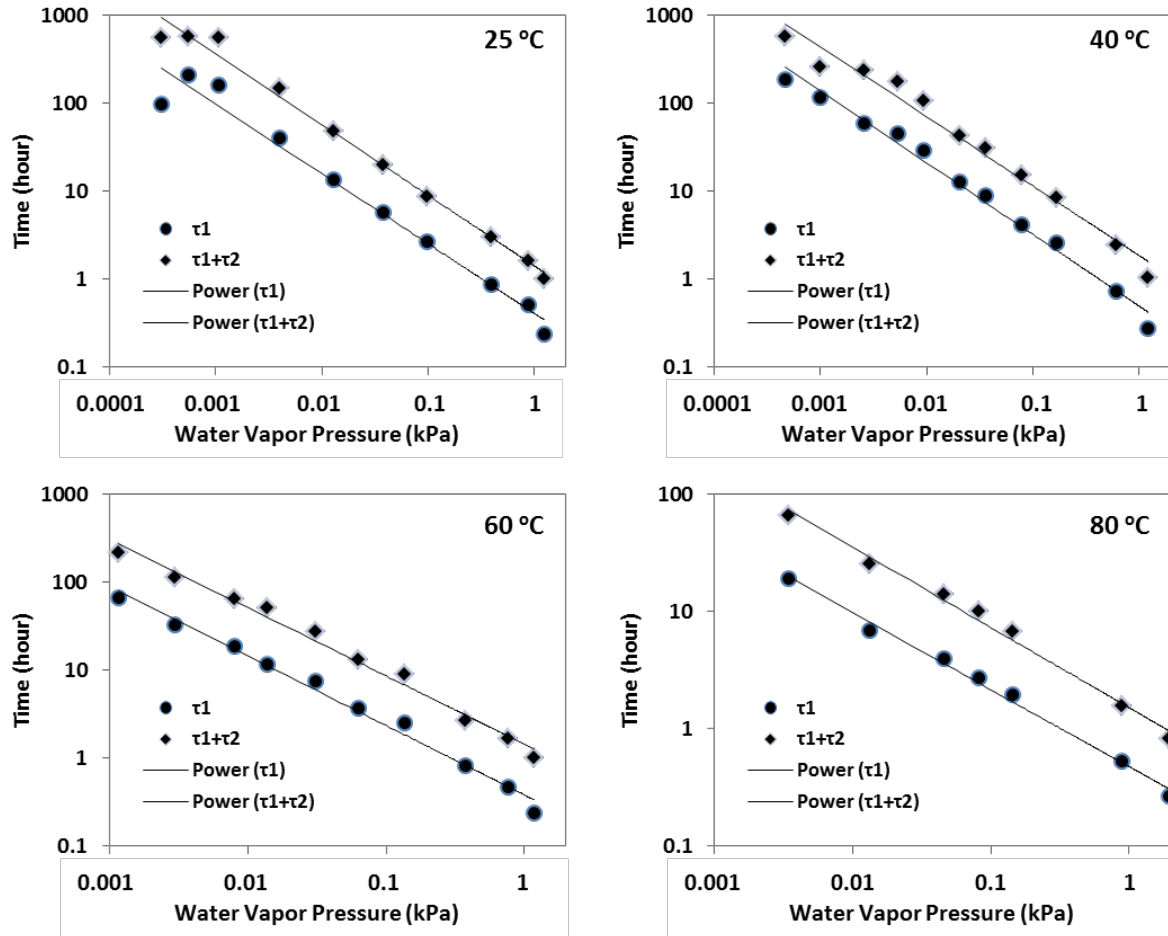 25 ºC
1000
100
10
1
0.1
Time (hour)
τ1
τ1+τ2
Power (τ1)
Power (τ1+τ2)
0.0001 0.001 0.01 0.1 1
Water Vapor Pressure (kPa)
40 ºC
1000
100
10
1
0.1
Time (hour)
τ1
τ1+τ2
Power (τ1)
Power (τ1+τ2)
0.0001 0.001 0.01 0.1 1
Water Vapor Pressure (kPa)
60 ºC
1000
100
10
1
0.1
Time (hour)
τ1
τ1+τ2
Power (τ1)
Power (τ1+τ2)
0.001 0.01 0.1 1
Water Vapor Pressure (kPa)
80 ºC
100
10
1
0.1
Time (hour)
τ1
τ1+τ2
Power (τ1)
Power (τ1+τ2)
0.001 0.01 0.1 1
Water Vapor Pressure (kPa)